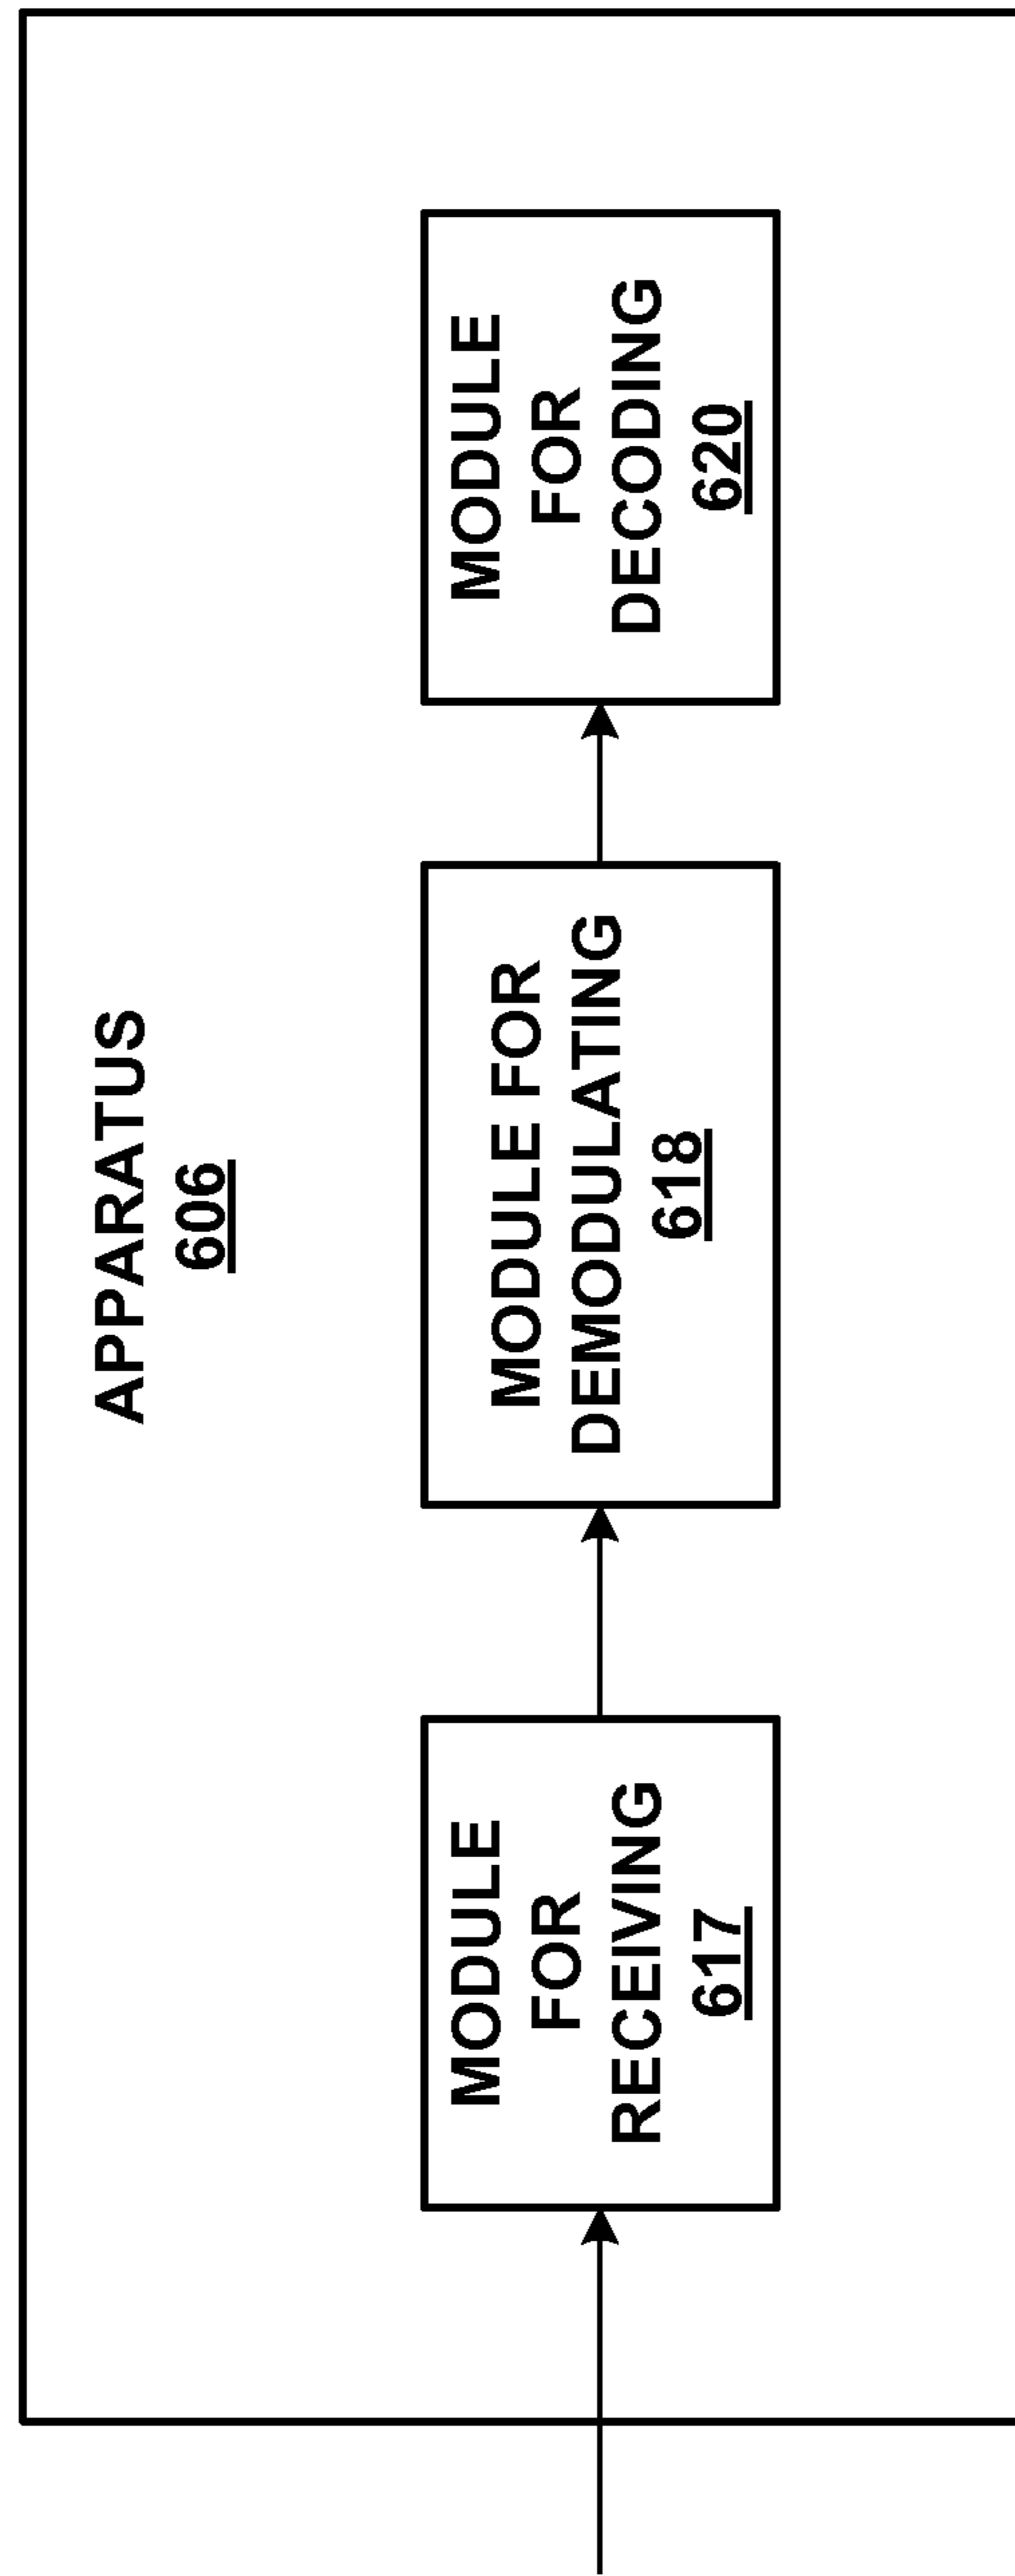 APPARATUS
606
MODULE
FOR
RECEIVING
617
MODULE FOR
DEMODULATING
618
MODULE
FOR
DECODING
620